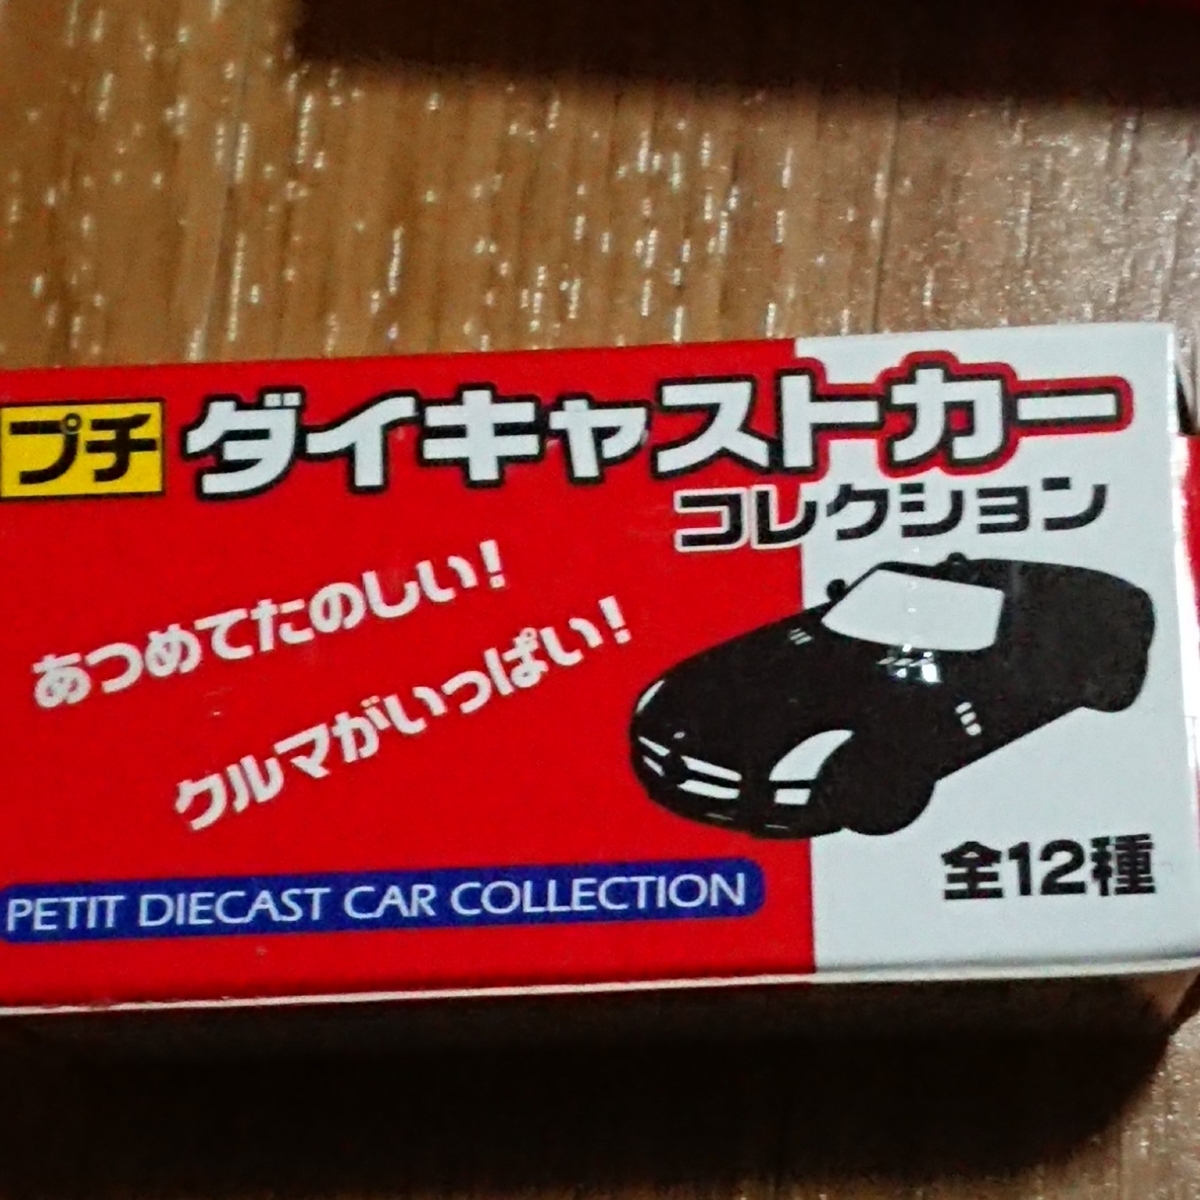 プチ ダイキャストカー
コレクション
あつめてたのしい!
クルマがいっぱい!
PETIT DIECAST CAR COLLECTION
全12種